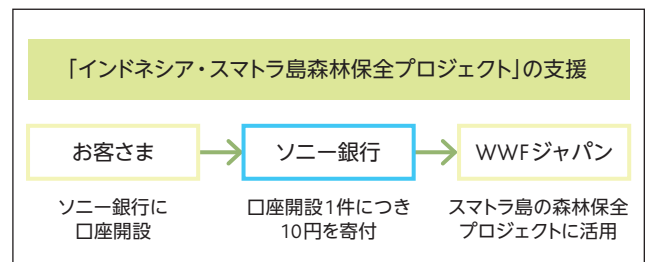 「インドネシア・スマトラ島森林保全プロジェクト」の支援
お客さま
ソニー銀行
WWFジャパン
ソニー銀行に
口座開設
口座開設1件につき
10円を寄付
スマトラ島の森林保全
プロジェクトに活用